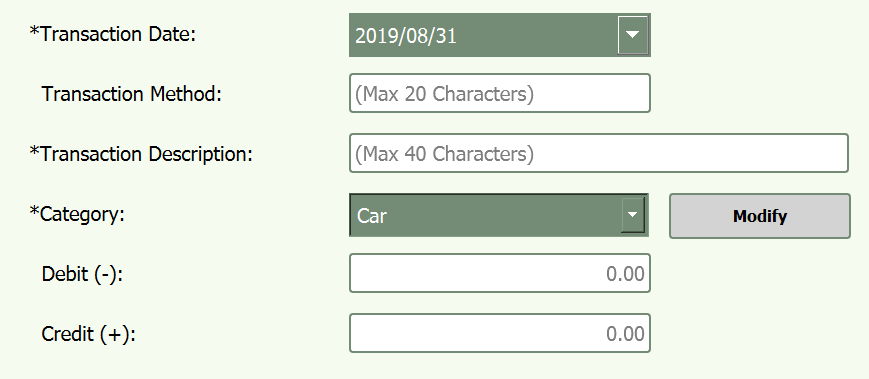 *Transaction Date: 2019/08/31
Transaction Method: (Max 20 Characters)
*Transaction Description: (Max 40 Characters)
*Category: Car Modify
Debit (-): 0.00
Credit (+): 0.00